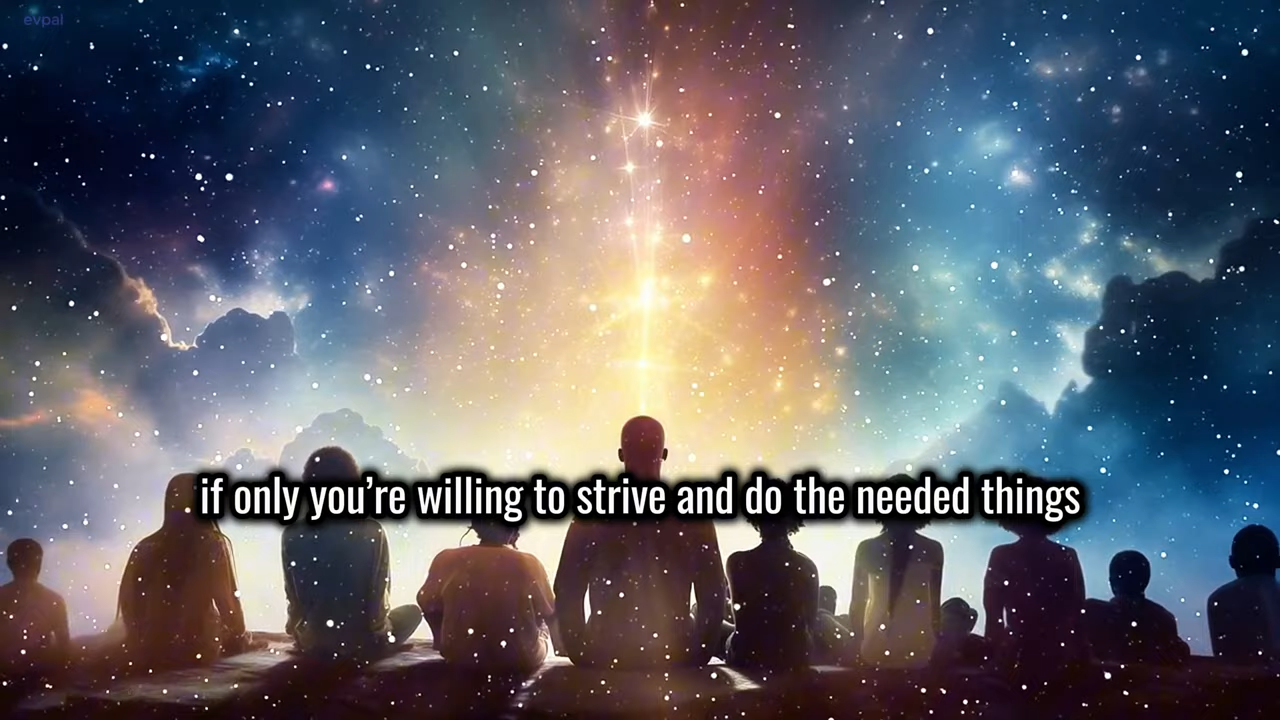 evpal
if only you’re willing to strive and do the needed things